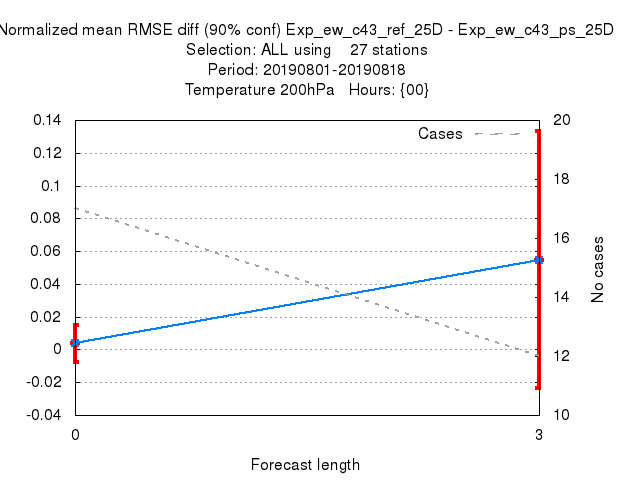 Normalized mean RMSE diff (90% conf) Exp_ew_c43_ref_25D - Exp_ew_c43_ps_25D
Selection: ALL using 27 stations
Period: 20190801-20190818
Temperature 200hPa Hours: {00}
Cases
0.14
0.12
0.1
0.08
0.06
0.04
0.02
0
-0.02
-0.04
20
18
16
14
12
10
No cases
0 3
Forecast length